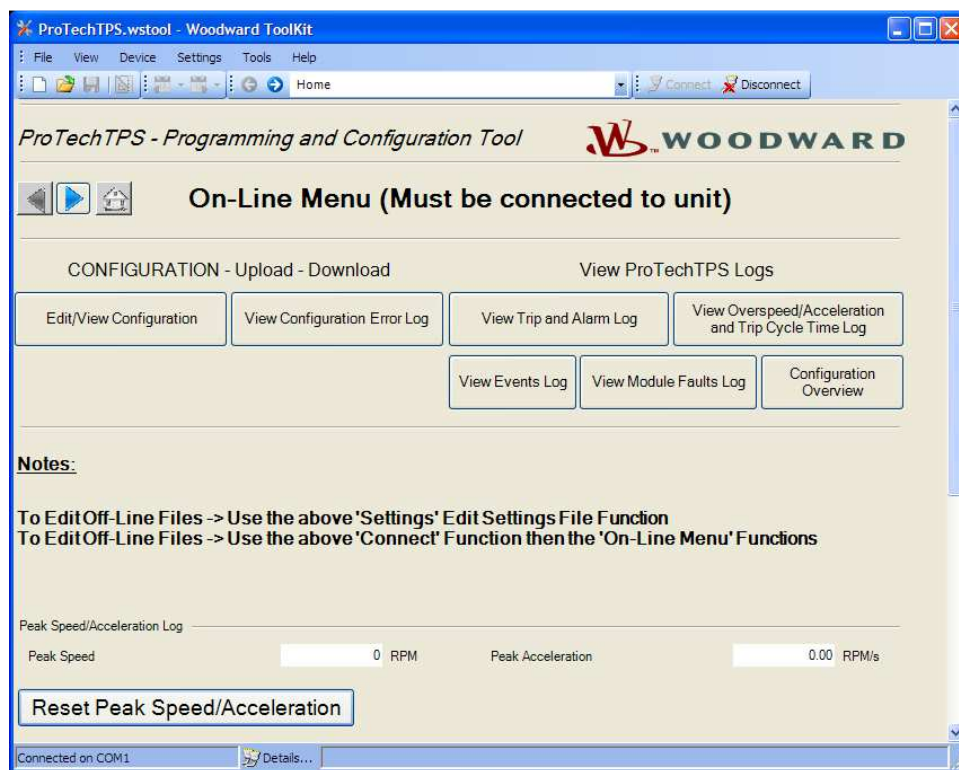 ProTechTPS.wstool - Woodward ToolKit
File View Device Settings Tools Help
Home Connect Disconnect
ProTechTPS - Programming and Configuration Tool
WOODWARD
On-Line Menu (Must be connected to unit)
CONFIGURATION - Upload - Download
View ProTechTPS Logs
Edit/View Configuration
View Configuration Error Log
View Trip and Alarm Log
View Overspeed/Acceleration
and Trip Cycle Time Log
View Events Log
View Module Faults Log
Configuration
Overview
Notes:
To Edit Off-Line Files -> Use the above 'Settings' Edit Settings File Function
To Edit Off-Line Files -> Use the above 'Connect' Function then the 'On-Line Menu' Functions
Peak Speed/Acceleration Log
Peak Speed 0 RPM Peak Acceleration 0.00 RPM/s
Reset Peak Speed/Acceleration
Connected on COM1 Details...